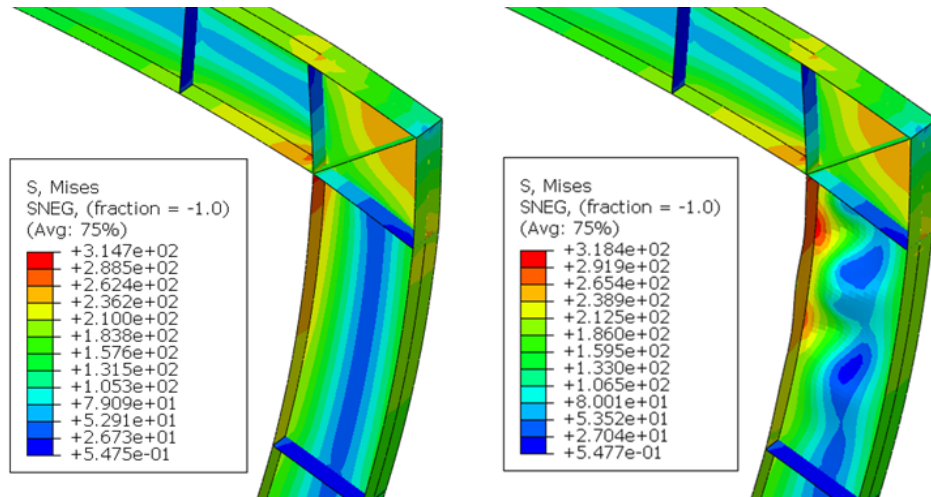 S, Mises
SNEG, (fraction = -1.0)
(Avg: 75%)
+3.147e+02
+2.885e+02
+2.624e+02
+2.362e+02
+2.100e+02
+1.838e+02
+1.576e+02
+1.315e+02
+1.053e+02
+7.909e+01
+5.291e+01
+2.673e+01
+5.475e-01
S, Mises
SNEG, (fraction = -1.0)
(Avg: 75%)
+3.184e+02
+2.919e+02
+2.654e+02
+2.389e+02
+2.125e+02
+1.860e+02
+1.595e+02
+1.330e+02
+1.065e+02
+8.001e+01
+5.352e+01
+2.704e+01
+5.477e-01